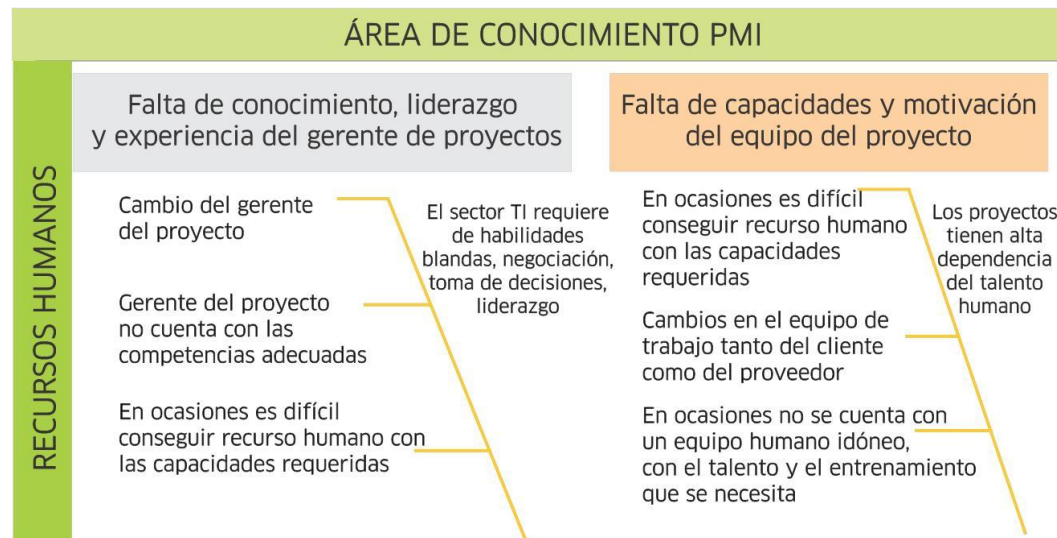 ÁREA DE CONOCIMIENTO PMI
RECURSOS HUMANOS
Falta de conocimiento, liderazgo
y experiencia del gerente de proyectos
Cambio del gerente
del proyecto
Gerente del proyecto
no cuenta con las
competencias adecuadas
En ocasiones es difícil
conseguir recurso humano con
las capacidades requeridas
El sector TI requiere
de habilidades
blandas, negociación,
toma de decisiones,
liderazgo
Falta de capacidades y motivación
del equipo del proyecto
En ocasiones es difícil
conseguir recurso humano
con las capacidades
requeridas
Cambios en el equipo de
trabajo tanto del cliente
como del proveedor
En ocasiones no se cuenta con
un equipo humano idóneo,
con el talento y el entrenamiento
que se necesita
Los proyectos
tienen alta
dependencia
del talento
humano